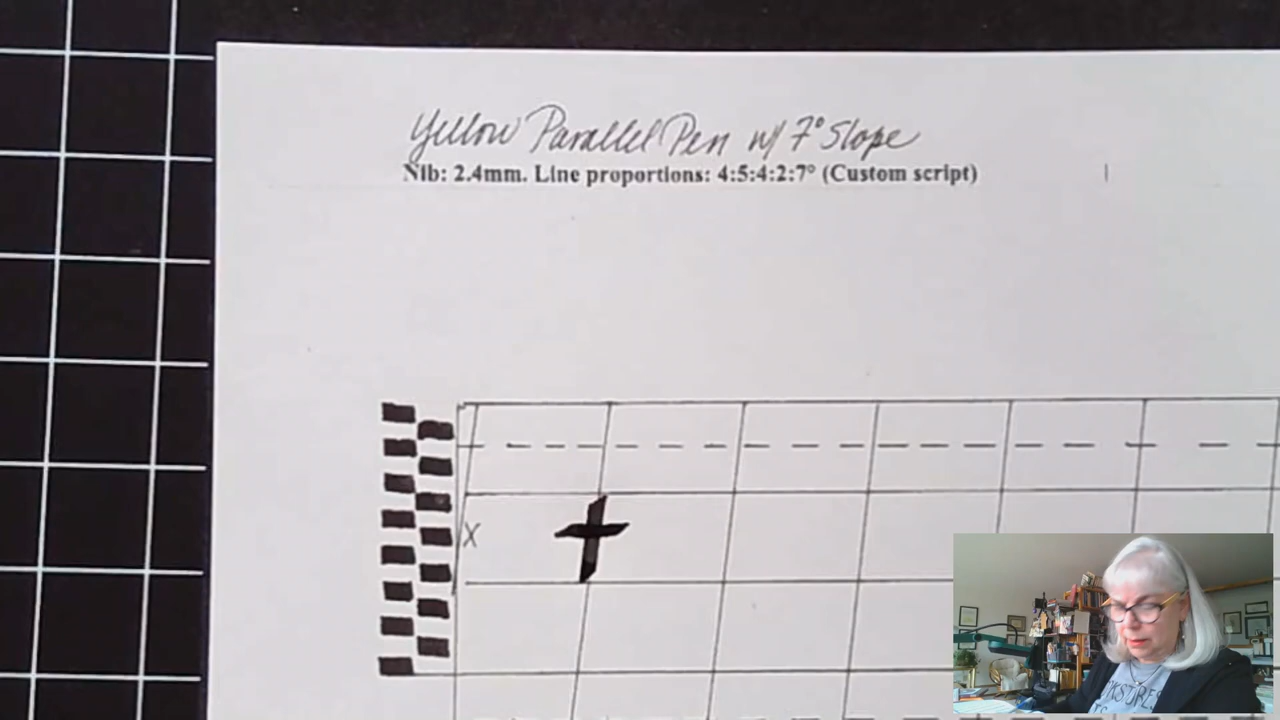 Yellow Parallel Pen w/ 7° Slope
Nib: 2.4mm. Line proportions: 4:5:4:2:7° (Custom script)
X